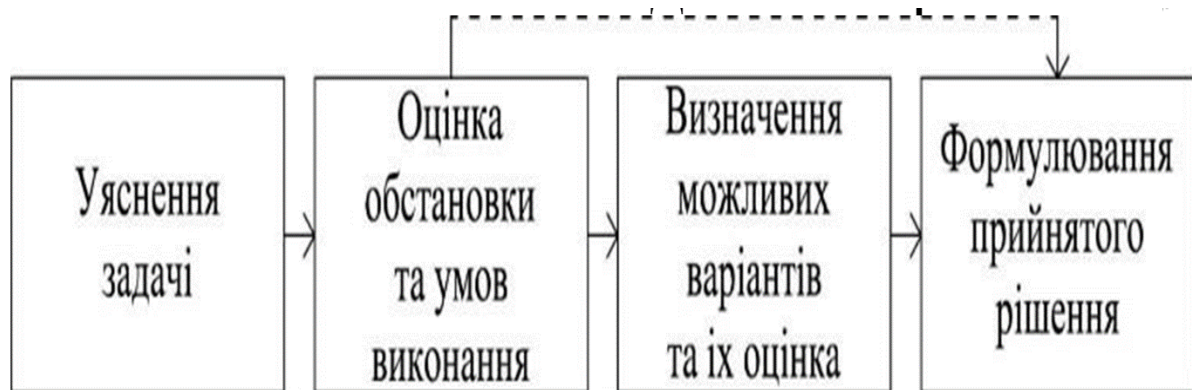 Уяснення
задачі
Оцінка
обстановки
та умов
виконання
Визначення
можливих
варіантів
та їх оцінка
Формулювання
прийнятого
рішення